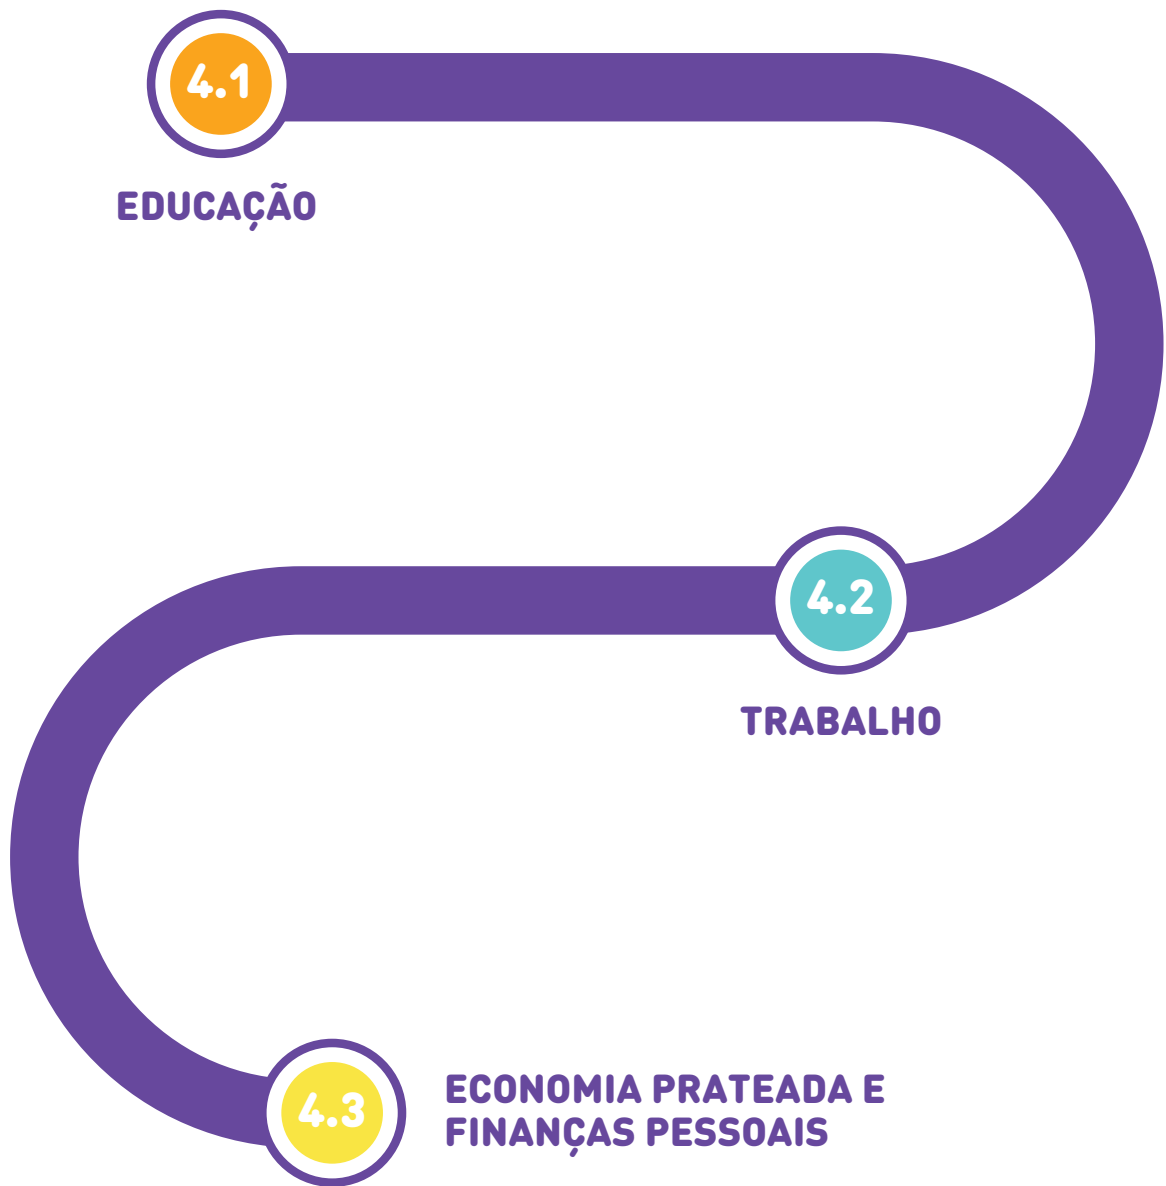 4.1
EDUCAÇÃO
4.2
TRABALHO
4.3
ECONOMIA PRATEADA E
FINANÇAS PESSOAIS